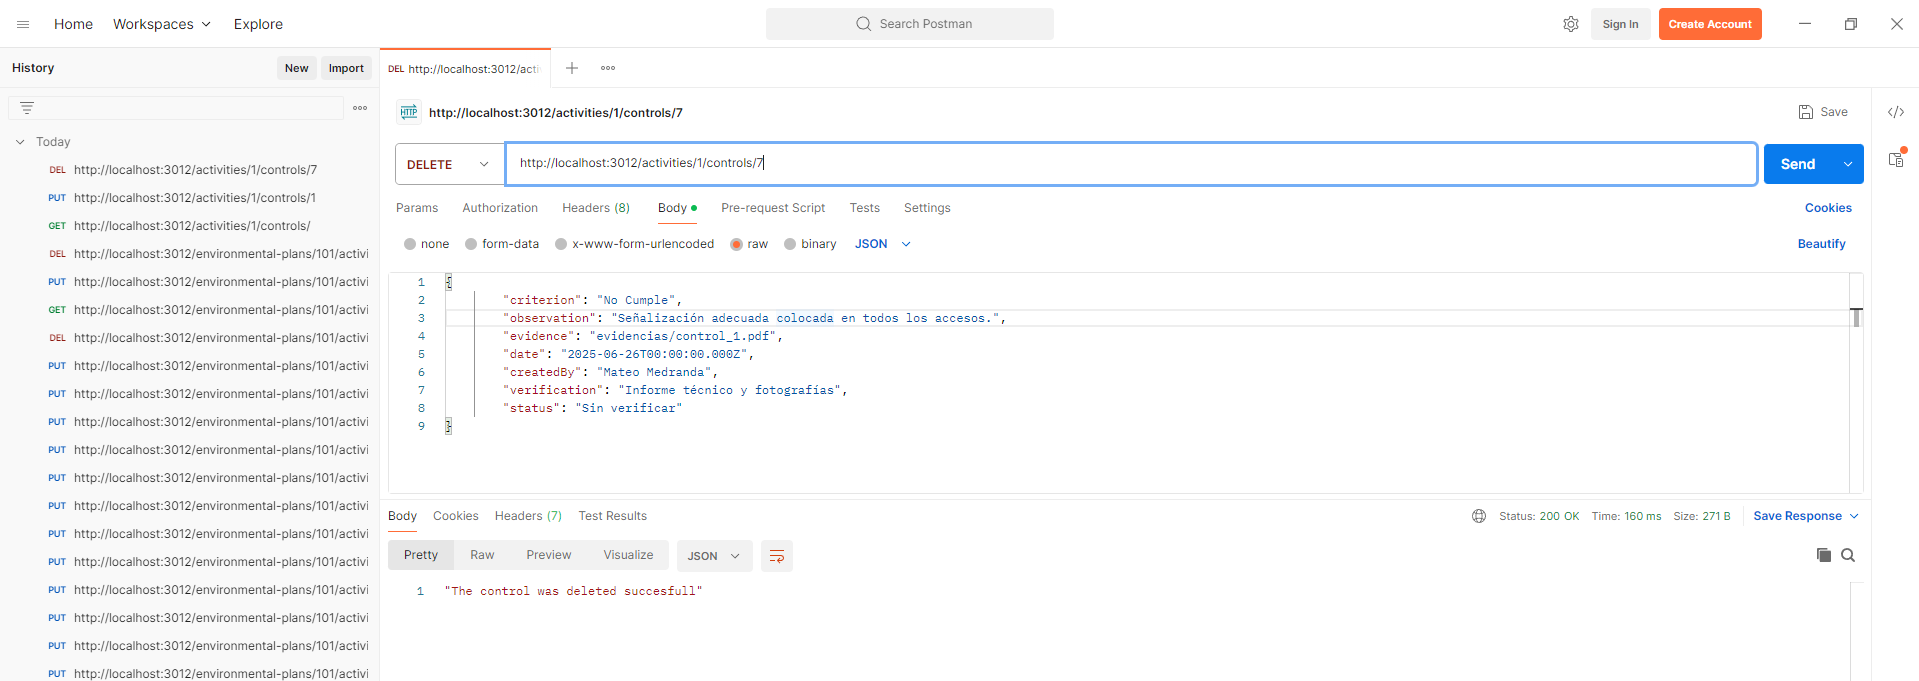 Home Workspaces Explore Search Postman Sign In Create Account
History New Import DEL http://localhost:3012/acti
Today
DEL http://localhost:3012/activities/1/controls/7
PUT http://localhost:3012/activities/1/controls/1
GET http://localhost:3012/activities/1/controls/
DEL http://localhost:3012/environmental-plans/101/activi
PUT http://localhost:3012/environmental-plans/101/activi
GET http://localhost:3012/environmental-plans/101/activi
DEL http://localhost:3012/environmental-plans/101/activi
PUT http://localhost:3012/environmental-plans/101/activi
PUT http://localhost:3012/environmental-plans/101/activi
PUT http://localhost:3012/environmental-plans/101/activi
PUT http://localhost:3012/environmental-plans/101/activi
PUT http://localhost:3012/environmental-plans/101/activi
PUT http://localhost:3012/environmental-plans/101/activi
PUT http://localhost:3012/environmental-plans/101/activi
PUT http://localhost:3012/environmental-plans/101/activi
PUT http://localhost:3012/environmental-plans/101/activi
PUT http://localhost:3012/environmental-plans/101/activi
PUT http://localhost:3012/environmental-plans/101/activi
PUT http://localhost:3012/environmental-plans/101/activi
HTTP http://localhost:3012/activities/1/controls/7 Save
DELETE http://localhost:3012/activities/1/controls/7 Send
Params Authorization Headers (8) Body Pre-request Script Tests Settings Cookies
none form-data x-www-form-urlencoded raw binary JSON Beautify
1 {
2 "criterion": "No Cumple",
3 "observation": "Señalización adecuada colocada en todos los accesos.",
4 "evidence": "evidencias/control_1.pdf",
5 "date": "2025-06-26T00:00:00.000Z",
6 "createdBy": "Mateo Medranda",
7 "verification": "Informe técnico y fotografías",
8 "status": "Sin verificar"
9 }
Body Cookies Headers (7) Test Results Status: 200 OK Time: 160 ms Size: 271 B Save Response
Pretty Raw Preview Visualize JSON
1 "The control was deleted succesfull"